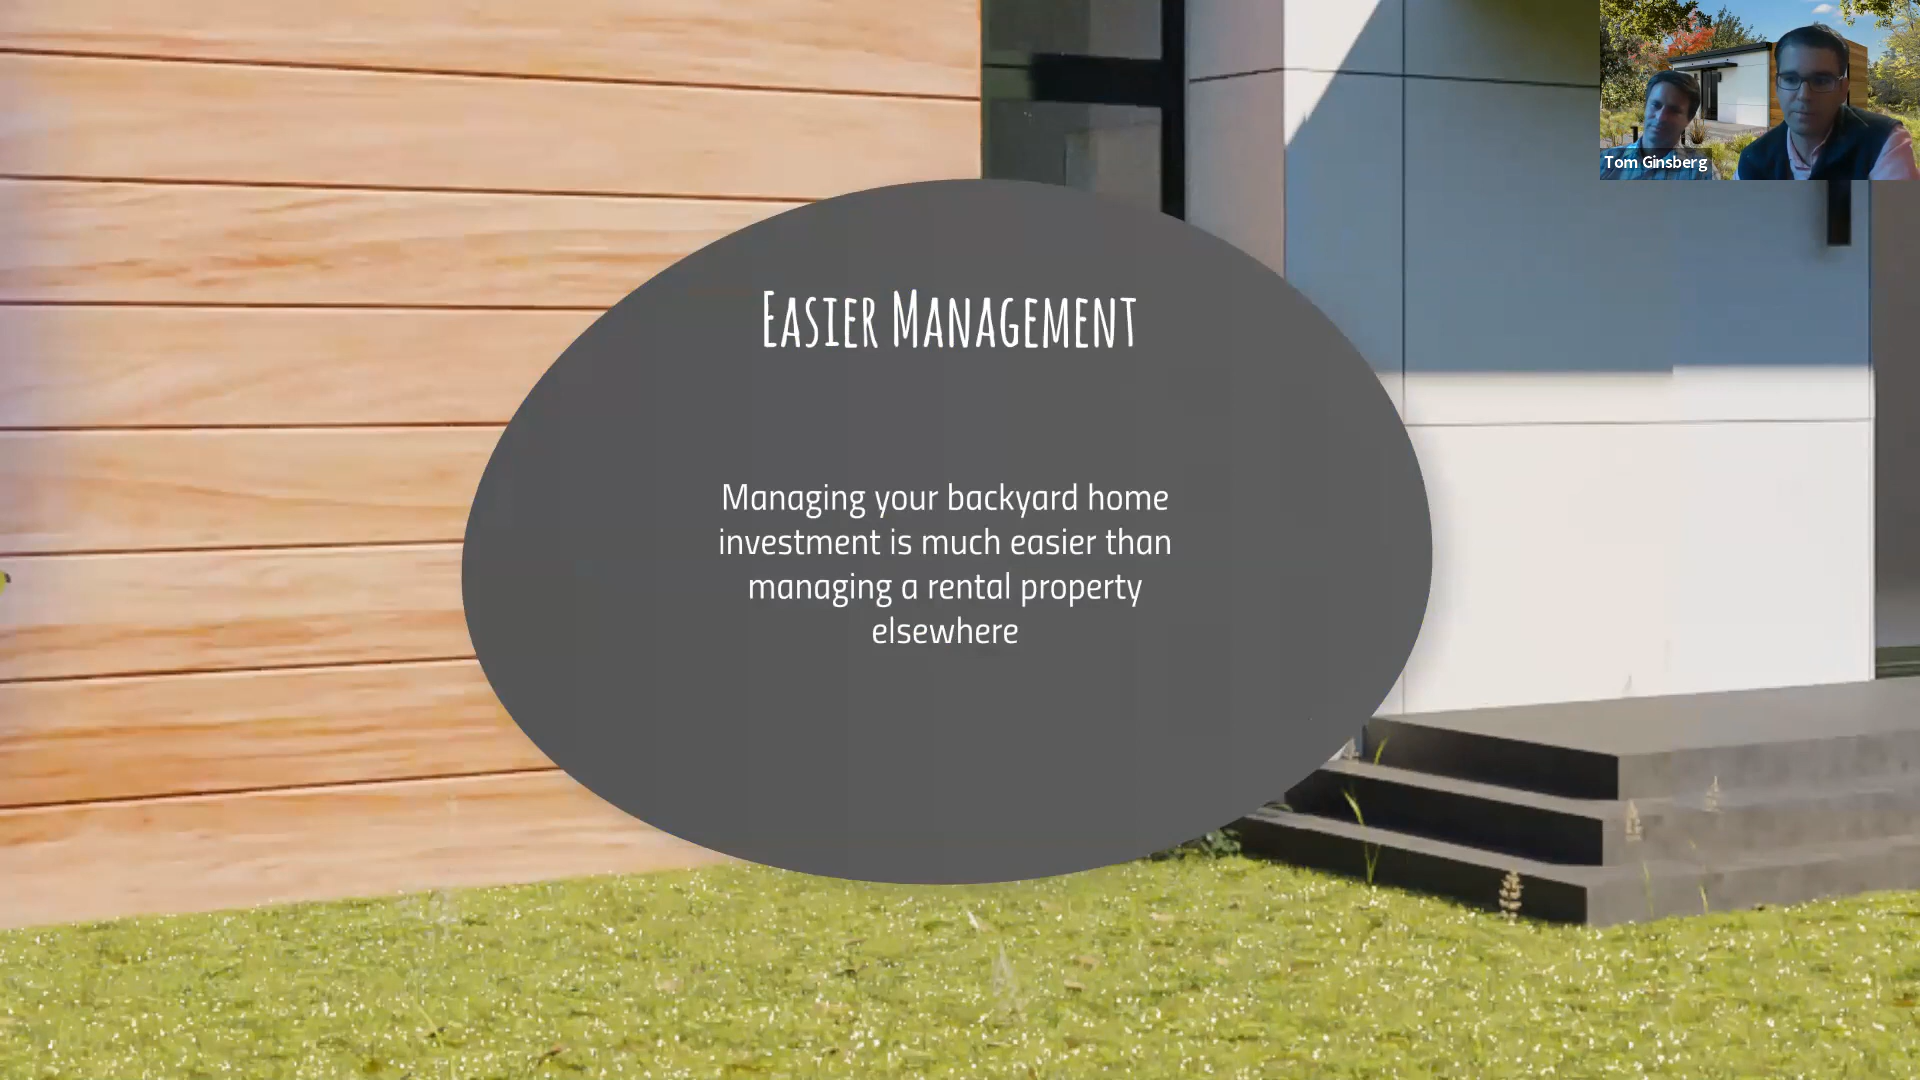 Tom Ginsberg
Easier Management
Managing your backyard home
investment is much easier than
managing a rental property
elsewhere